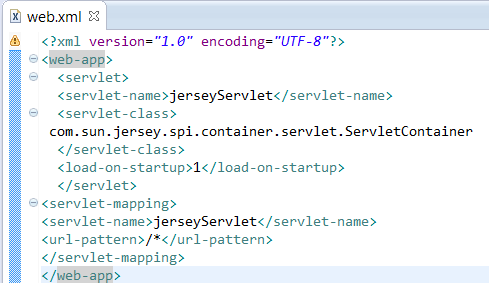 web.xml
<?xml version="1.0" encoding="UTF-8"?>
<web-app>
<servlet>
<servlet-name>jerseyServlet</servlet-name>
<servlet-class>
com.sun.jersey.spi.container.servlet.ServletContainer
</servlet-class>
<load-on-startup>1</load-on-startup>
</servlet>
<servlet-mapping>
<servlet-name>jerseyServlet</servlet-name>
<url-pattern>/*</url-pattern>
</servlet-mapping>
</web-app>